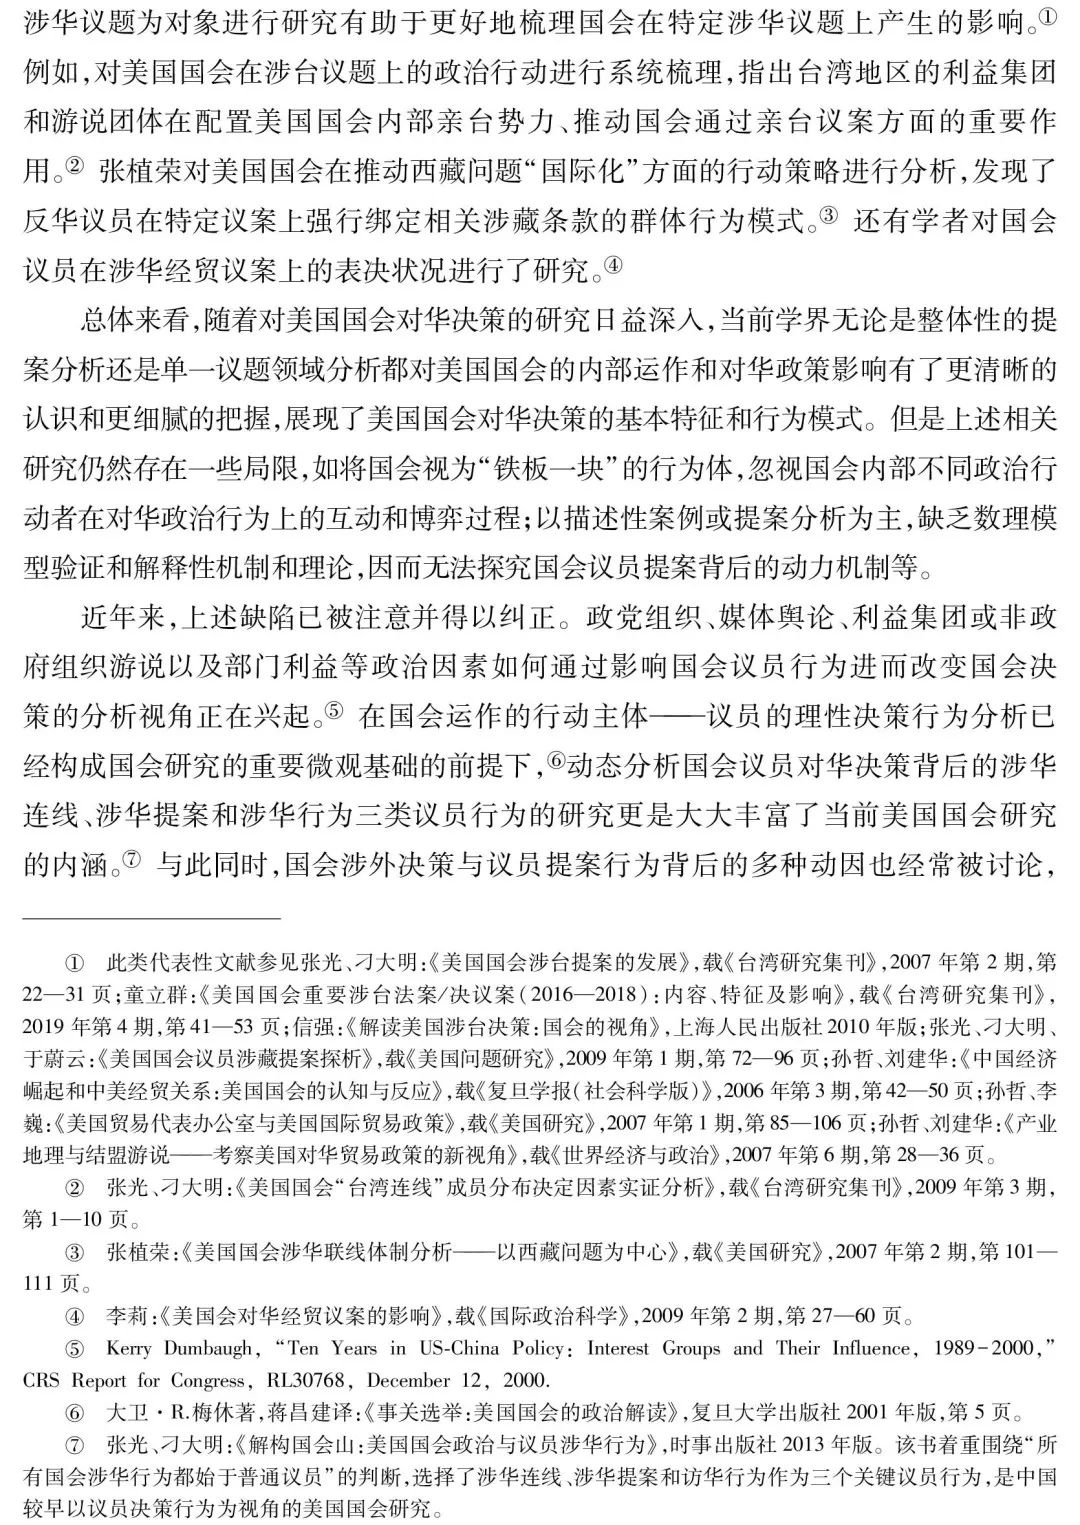 涉华议题为对象进行研究有助于更好地梳理国会在特定涉华议题上产生的影响。①
例如,对美国国会在涉台议题上的政治行动进行系统梳理,指出台湾地区的利益集团
和游说团体在配置美国国会内部亲台势力、推动国会通过亲台议案方面的重要作
用。② 张植荣对美国国会在推动西藏问题“国际化”方面的行动策略进行分析,发现了
反华议员在特定议案上强行绑定相关涉藏条款的群体行为模式。③ 还有学者对国会
议员在涉华经贸议案上的表决状况进行了研究。④
总体来看,随着对美国国会对华决策的研究日益深入,当前学界无论是整体性的提
案分析还是单一议题领域分析都对美国国会的内部运作和对华政策影响有了更清晰的
认识和更细腻的把握,展现了美国国会对华决策的基本特征和行为模式。但是上述相关
研究仍然存在一些局限,如将国会视为“铁板一块”的行为体,忽视国会内部不同政治行
动者在对华政治行为上的互动和博弈过程;以描述性案例或提案分析为主,缺乏数理模
型验证和解释性机制和理论,因而无法探究国会议员提案背后的动力机制等。
近年来,上述缺陷已被注意并得以纠正。政党组织、媒体舆论、利益集团或非政
府组织游说以及部门利益等政治因素如何通过影响国会议员行为进而改变国会决
策的分析视角正在兴起。⑤ 在国会运作的行动主体——议员的理性决策行为分析已
经构成国会研究的重要微观基础的前提下,⑥动态分析国会议员对华决策背后的涉华
连线、涉华提案和涉华行为三类议员行为的研究更是大大丰富了当前美国国会研究
的内涵。⑦ 与此同时,国会涉外决策与议员提案行为背后的多种动因也经常被讨论,
① 此类代表性文献参见张光、刁大明:《美国国会涉台提案的发展》,载《台湾研究集刊》,2007 年第 2 期,第
22—31 页;童立群:《美国国会重要涉台法案/决议案(2016—2018):内容、特征及影响》,载《台湾研究集刊》,
2019 年第 4 期,第 41—53 页;信强:《解读美国涉台决策:国会的视角》,上海人民出版社 2010 年版;张光、刁大明、
于蔚云:《美国国会议员涉藏提案探析》,载《美国问题研究》,2009 年第 1 期,第 72—96 页;孙哲、刘建华:《中国经济
崛起和中美经贸关系:美国国会的认知与反应》,载《复旦学报(社会科学版)》,2006 年第 3 期,第 42—50 页;孙哲、李
巍:《美国贸易代表办公室与美国国际贸易政策》,载《美国研究》,2007 年第 1 期,第 85—106 页;孙哲、刘建华:《产业
地理与结盟游说——考察美国对华贸易政策的新视角》,载《世界经济与政治》,2007 年第 6 期,第 28—36 页。
② 张光、刁大明:《美国国会“台湾连线”成员分布决定因素实证分析》,载《台湾研究集刊》,2009 年第 3 期,
第 1—10 页。
③ 张植荣:《美国国会涉华联线体制分析——以西藏问题为中心》,载《美国研究》,2007 年第 2 期,第 101—
111 页。
④ 李莉:《美国会对华经贸议案的影响》,载《国际政治科学》,2009 年第 2 期,第 27—60 页。
⑤ Kerry Dumbaugh, “Ten Years in US-China Policy: Interest Groups and Their Influence, 1989-2000,”
CRS Report for Congress, RL30768, December 12, 2000.
⑥ 大卫·R.梅休著,蒋昌建译:《事关选举:美国国会的政治解读》,复旦大学出版社 2001 年版,第 5 页。
⑦ 张光、刁大明:《解构国会山:美国国会政治与议员涉华行为》,时事出版社 2013 年版。该书着重围绕“所
有国会涉华行为都始于普通议员”的判断,选择了涉华连线、涉华提案和访华行为作为三个关键议员行为,是中国
较早以议员决策行为为视角的美国国会研究。